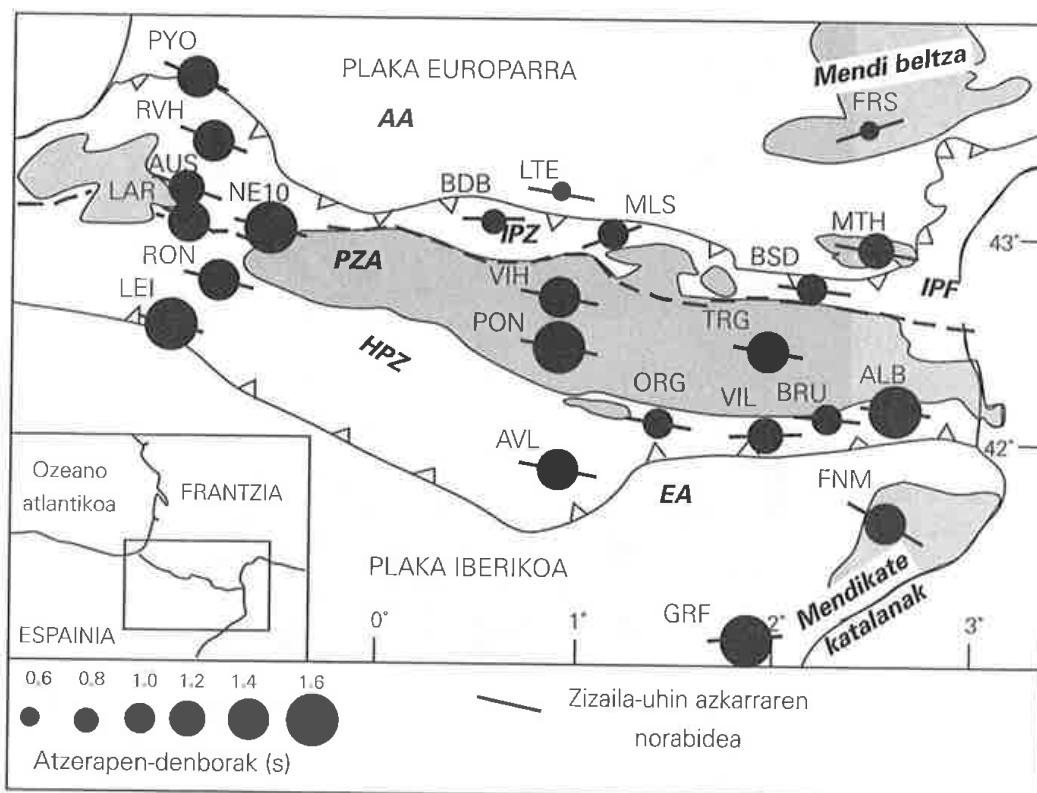 PYO
PLAKA EUROPARRA
Mendi beltza
RVH
AA
FRS
AUS
LAR
NE10
BDB
LTE
MLS
IPZ
MTH
43°
RON
PZA
VIH
BSD
IPF
LEI
PON
TRG
HPZ
ORG
VIL
BRU
ALB
AVL
42°
EA
FNM
Ozeano
atlantikoa
FRANTZIA
PLAKA IBERIKOA
Mendikate
katalanak
ESPAINIA
0°
1°
GRF
2°
3°
0.6 0.8 1.0 1.2 1.4 1.6
Atzerapen-denborak (s)
Zizaila-uhin azkarraren
norabidea